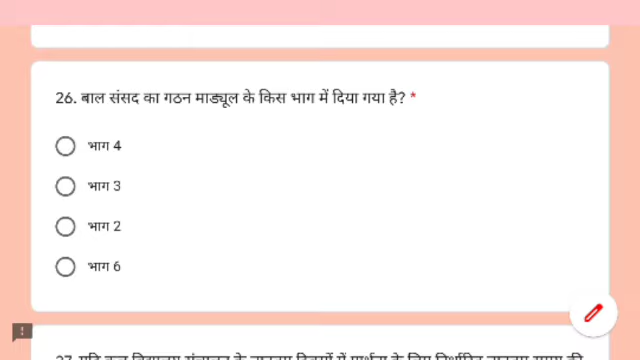 26. बाल संसद का गठन माड्यूल के किस भाग में दिया गया है? *
भाग 4
भाग 3
भाग 2
भाग 6